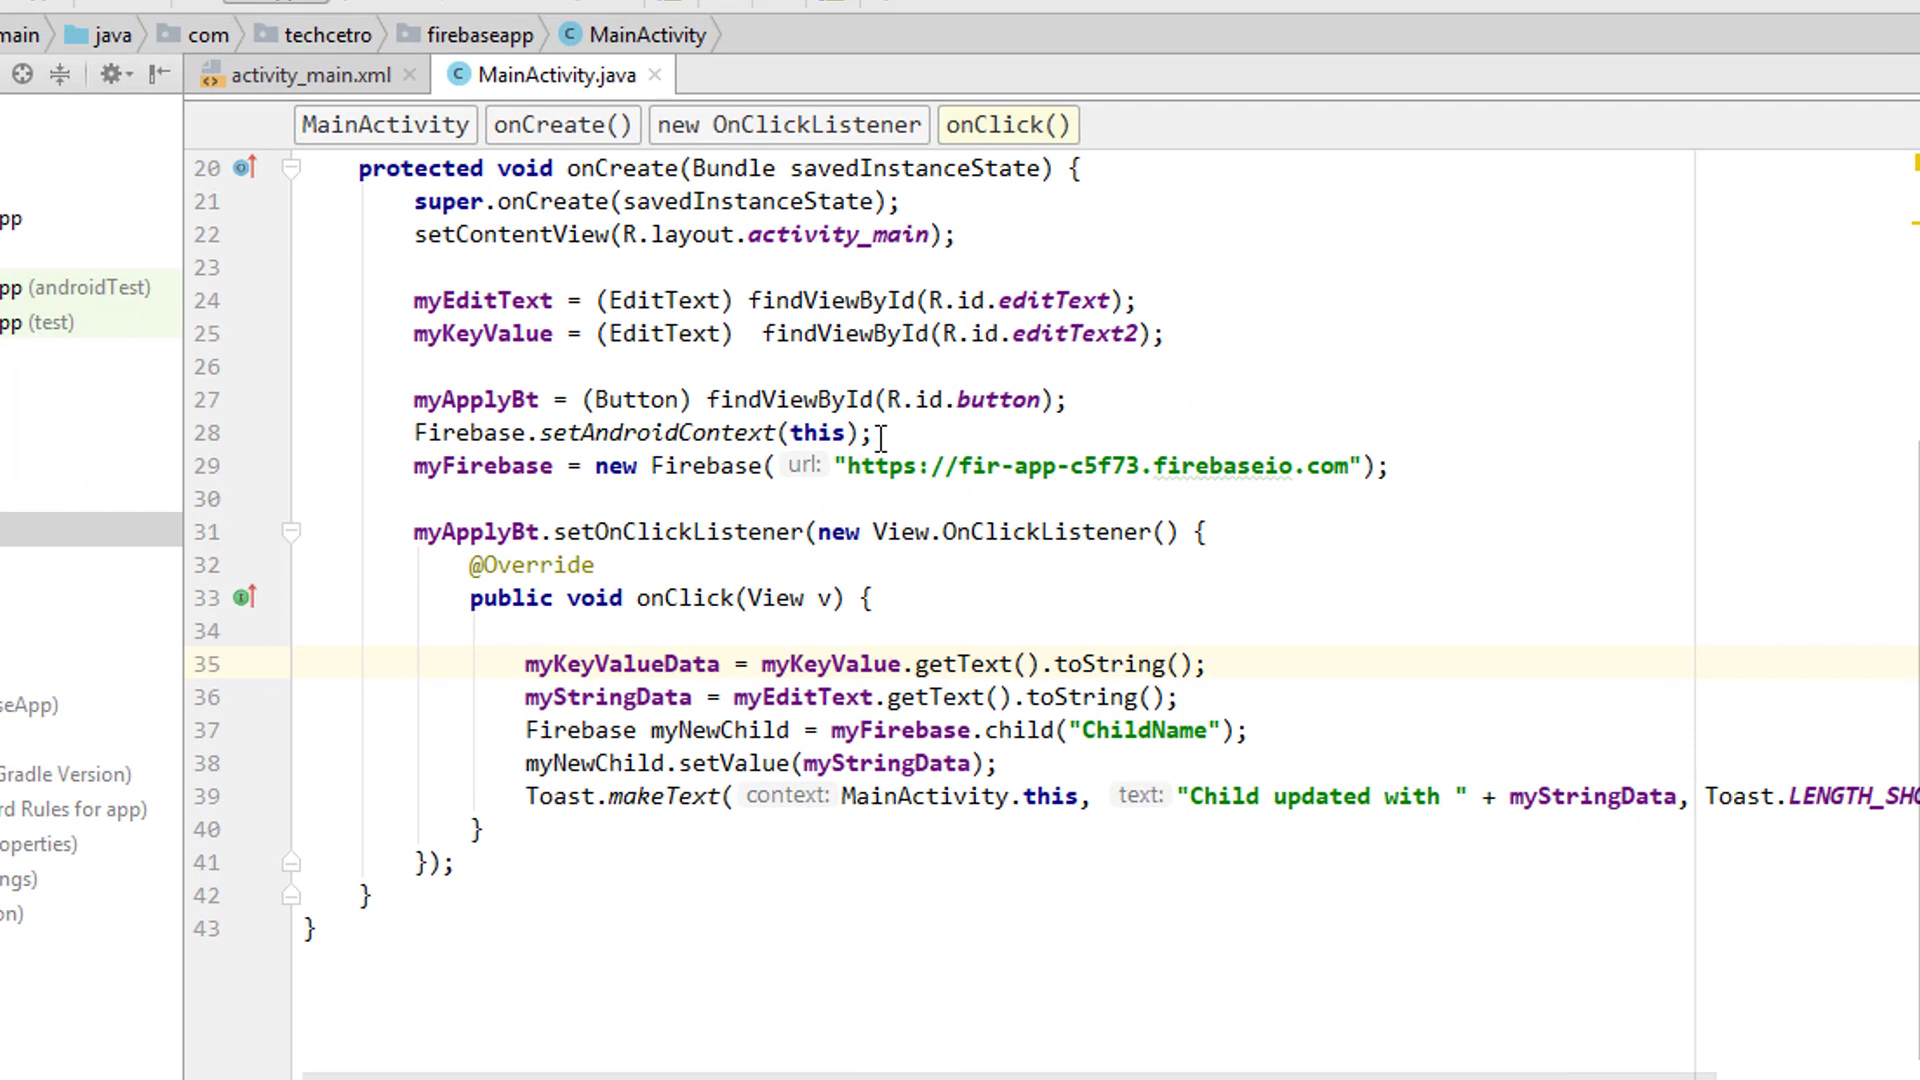 main java com techcetro firebaseapp MainActivity
activity_main.xml MainActivity.java
MainActivity onCreate() new OnClickListener onClick()
pp
pp (androidTest)
pp (test)
seApp)
Gradle Version)
rd Rules for app)
operties)
ngs)
on)
20 protected void onCreate(Bundle savedInstanceState) {
21 super.onCreate(savedInstanceState);
22 setContentView(R.layout.activity_main);
23
24 myEditText = (EditText) findViewById(R.id.editText);
25 myKeyValue = (EditText)  findViewById(R.id.editText2);
26
27 myApplyBt = (Button) findViewById(R.id.button);
28 Firebase.setAndroidContext(this);
29 myFirebase = new Firebase( url: "https://fir-app-c5f73.firebaseio.com");
30
31 myApplyBt.setOnClickListener(new View.OnClickListener() {
32 @Override
33 public void onClick(View v) {
34
35 myKeyValueData = myKeyValue.getText().toString();
36 myStringData = myEditText.getText().toString();
37 Firebase myNewChild = myFirebase.child("ChildName");
38 myNewChild.setValue(myStringData);
39 Toast.makeText( context: MainActivity.this, text: "Child updated with " + myStringData, Toast.LENGTH_SHO
40 }
41 });
42 }
43 }